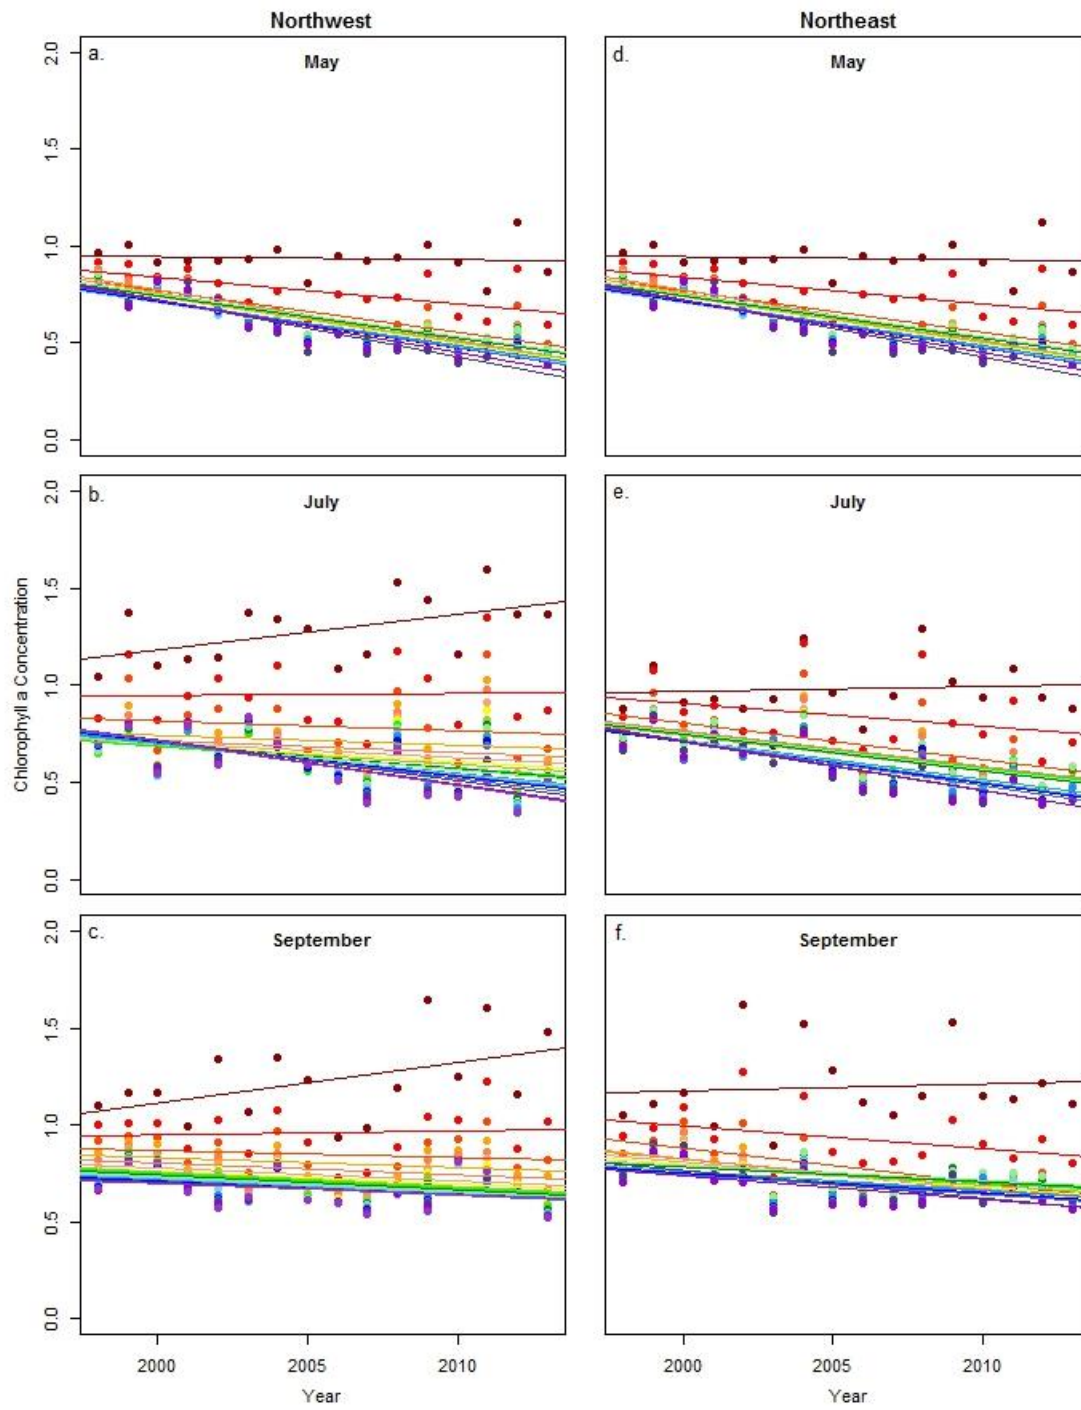 Northwest
Northeast
a.
May
d.
May
2.0
1.5
1.0
0.5
0.0
b.
July
e.
July
2.0
1.5
1.0
0.5
0.0
Chlorophyll a Concentration
c.
September
f.
September
2.0
1.5
1.0
0.5
0.0
2000 2005 2010
2000 2005 2010
Year
Year